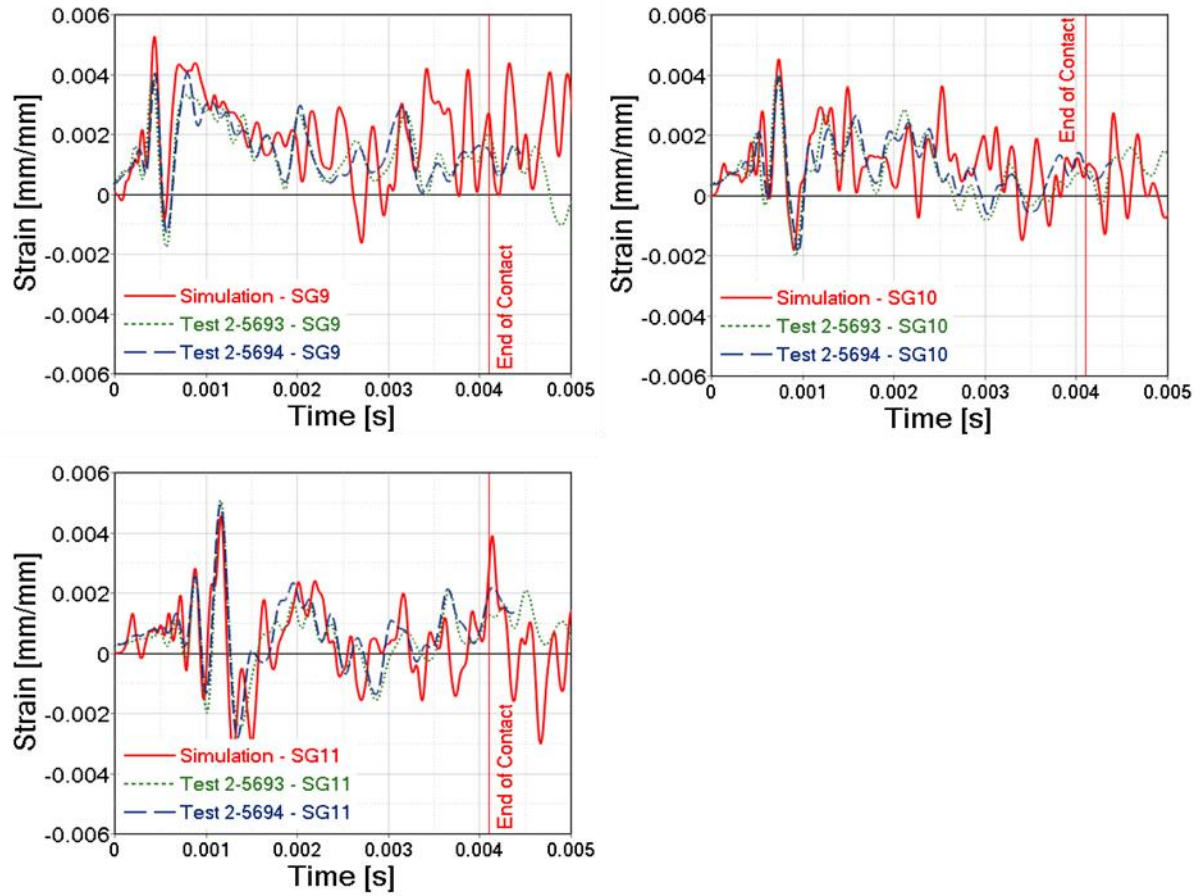 0.006
0.004
0.002
0
-0.002
-0.004
-0.006
Strain [mm/mm]
Simulation - SG9
Test 2-5693 - SG9
Test 2-5694 - SG9
End of Contact
0 0.001 0.002 0.003 0.004 0.005
Time [s]
0.006
0.004
0.002
0
-0.002
-0.004
-0.006
Strain [mm/mm]
End of Contact
Simulation - SG10
Test 2-5693 - SG10
Test 2-5694 - SG10
0 0.001 0.002 0.003 0.004 0.005
Time [s]
0.006
0.004
0.002
0
-0.002
-0.004
-0.006
Strain [mm/mm]
Simulation - SG11
Test 2-5693 - SG11
Test 2-5694 - SG11
End of Contact
0 0.001 0.002 0.003 0.004 0.005
Time [s]